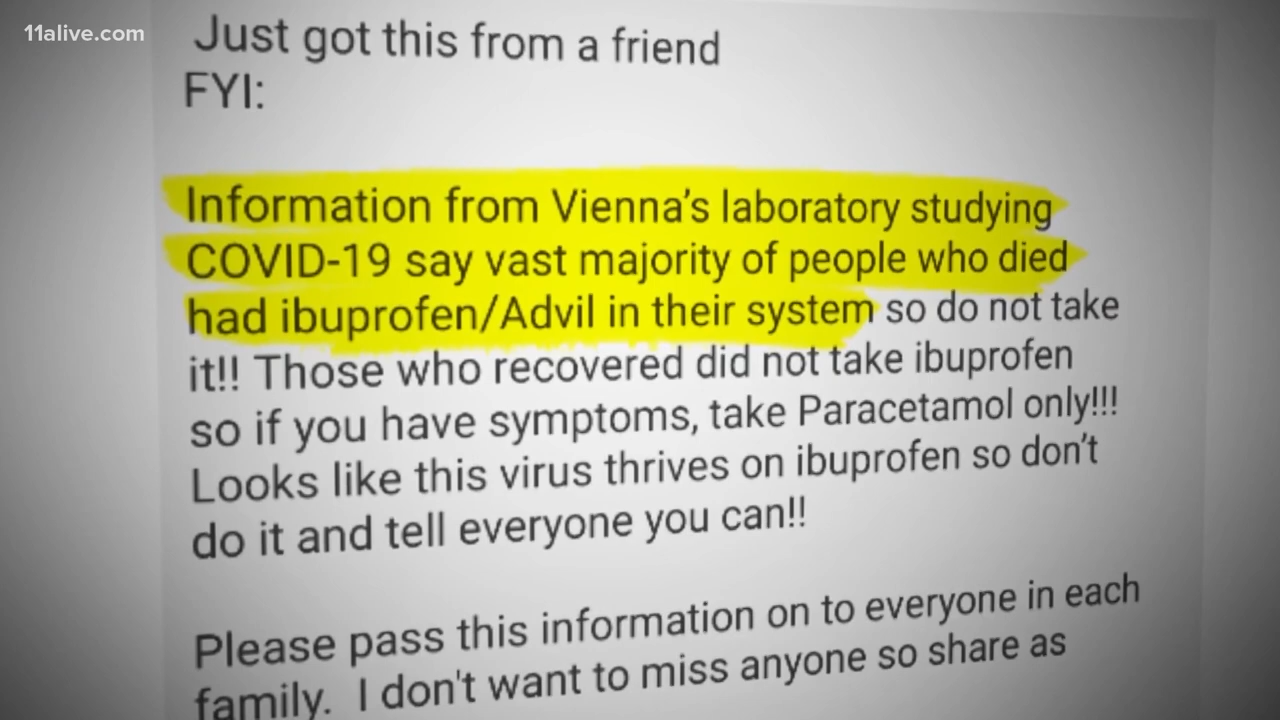 11alive.com
Just got this from a friend
FYI:
Information from Vienna’s laboratory studying
COVID-19 say vast majority of people who died
had ibuprofen/Advil in their system so do not take
it!! Those who recovered did not take ibuprofen
so if you have symptoms, take Paracetamol only!!!
Looks like this virus thrives on ibuprofen so don’t
do it and tell everyone you can!!
Please pass this information on to everyone in each
family. I don't want to miss anyone so share as